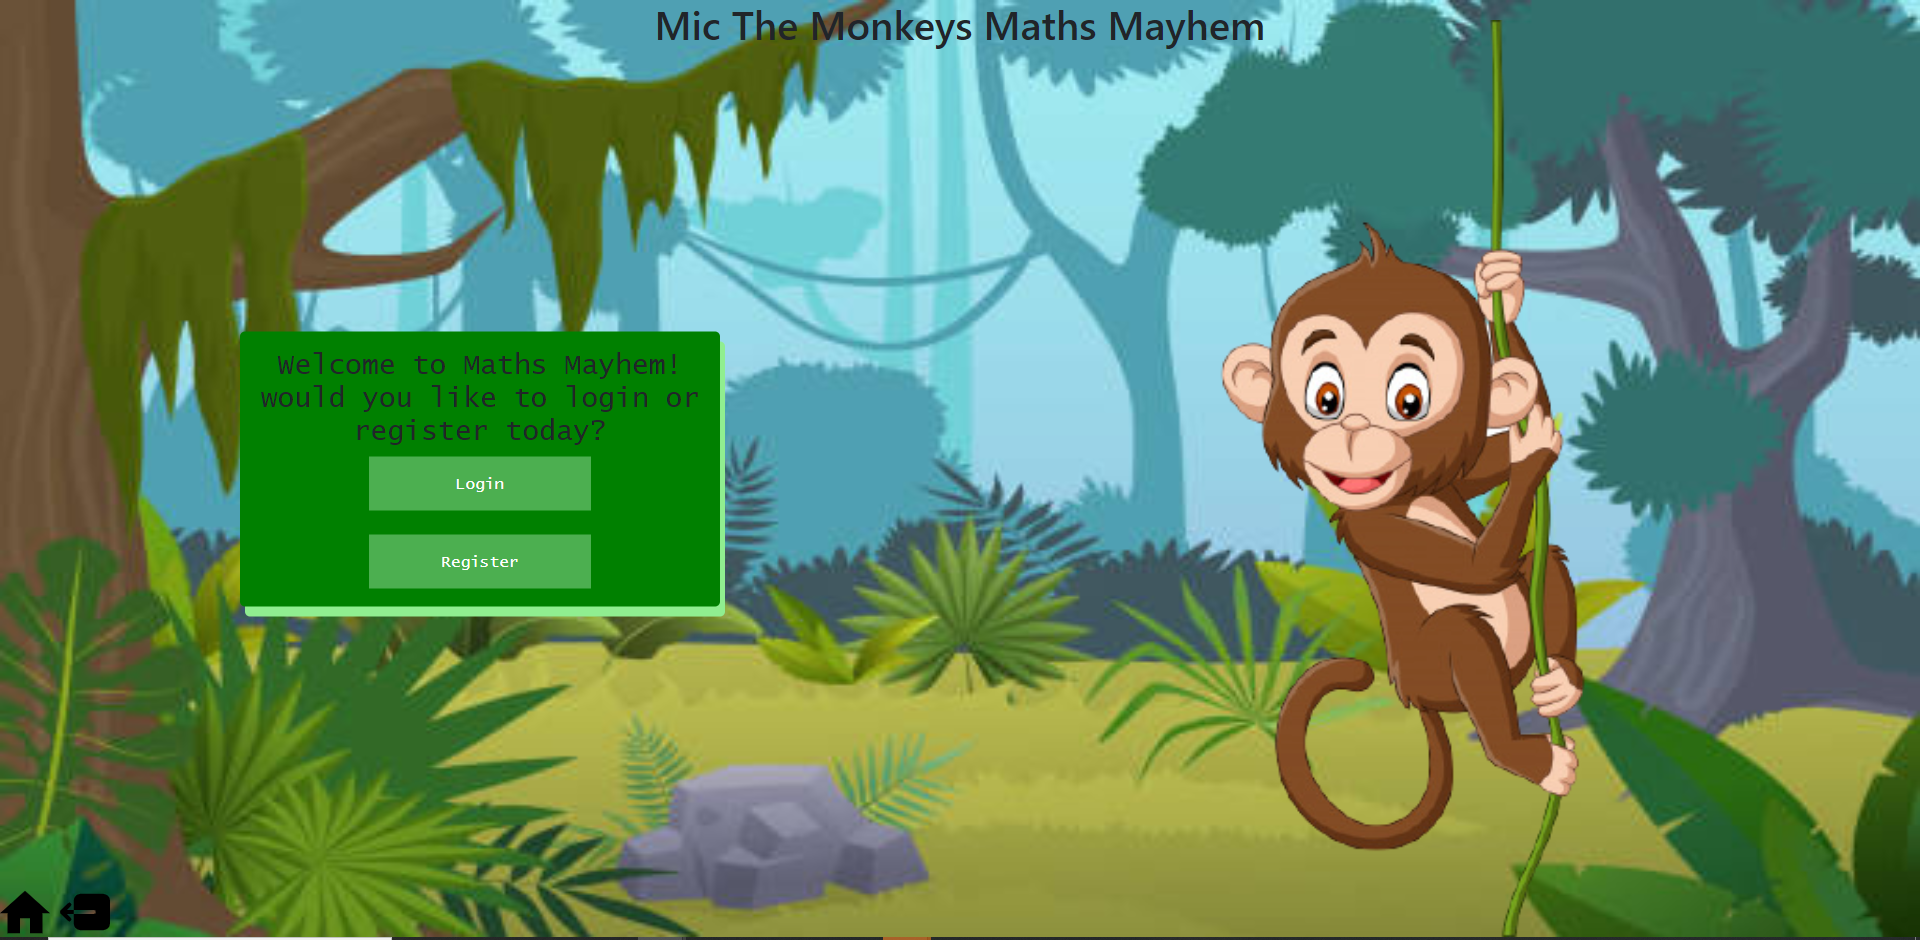 Mic The Monkeys Maths Mayhem
Welcome to Maths Mayhem!
would you like to login or
register today?
Login
Register